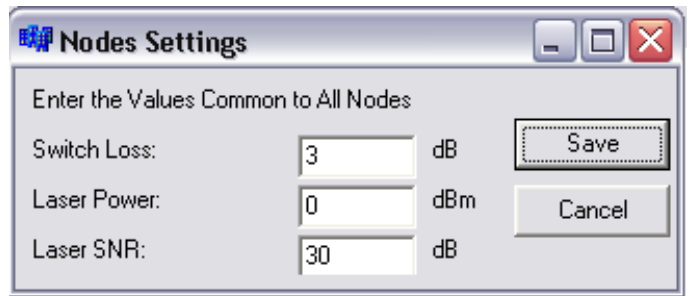 Nodes Settings
Enter the Values Common to All Nodes
Switch Loss: 3 dB Save
Laser Power: 0 dBm Cancel
Laser SNR: 30 dB